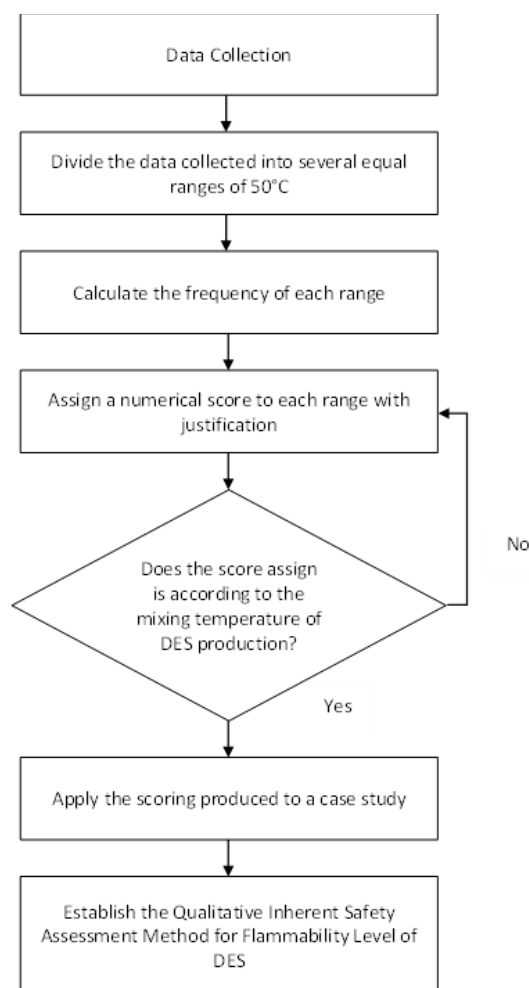 Data Collection
Divide the data collected into several equal
ranges of 50°C
Calculate the frequency of each range
Assign a numerical score to each range with
justification
No
Does the score assign
is according to the
mixing temperature of
DES production?
Yes
Apply the scoring produced to a case study
Establish the Qualitative Inherent Safety
Assessment Method for Flammability Level of
DES